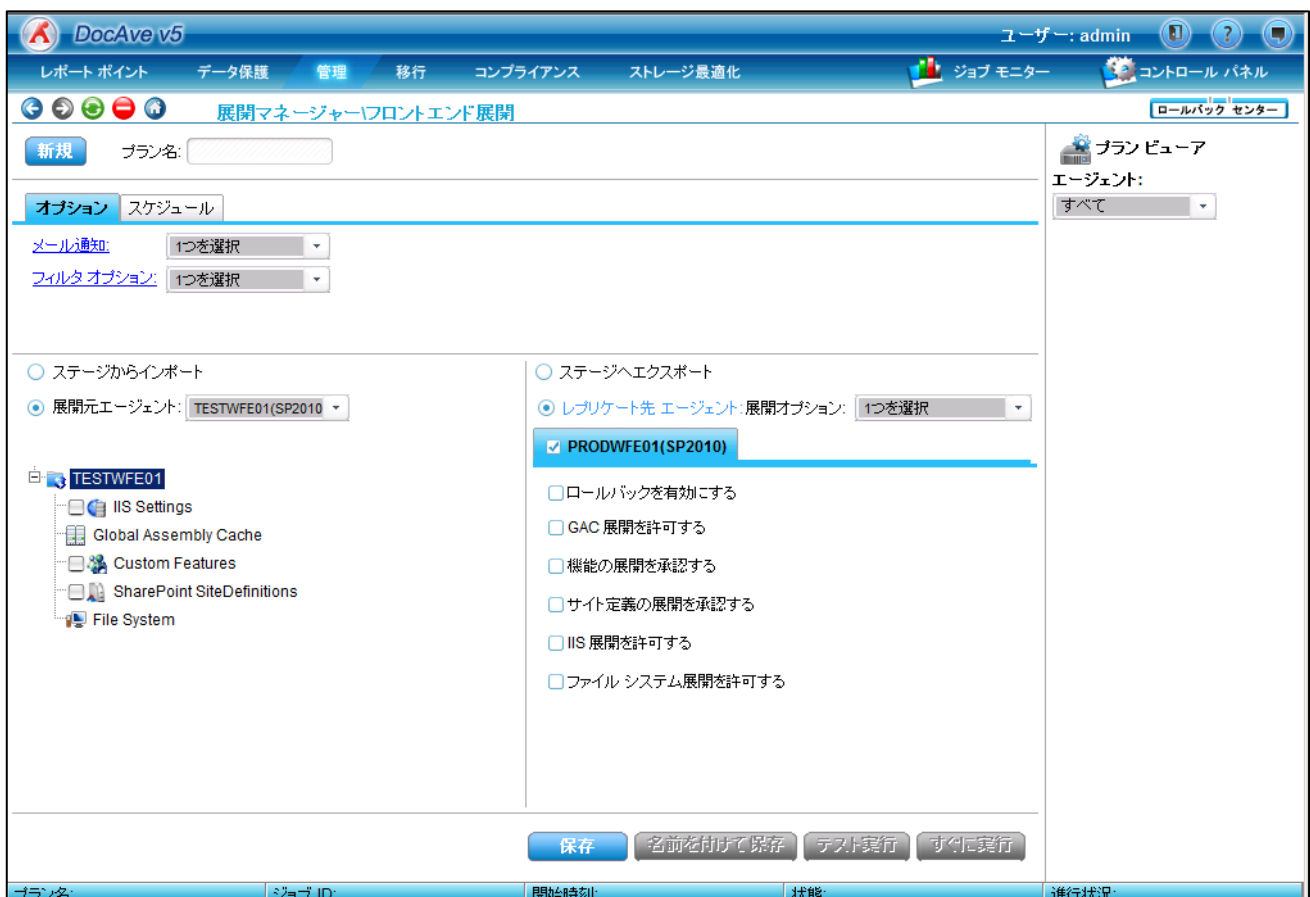 DocAve v5
ユーザー: admin
レポート ポイント データ保護 管理 移行 コンプライアンス ストレージ最適化 ジョブ モニター コントロール パネル
展開マネージャー\フロントエンド展開
ロールバック センター
新規 プラン名:
プラン ビューア
エージェント:
すべて
オプション スケジュール
メール通知: 1つを選択
フィルタ オプション: 1つを選択
ステージからインポート
ステージへエクスポート
展開元エージェント: TESTWFE01(SP2010
レプリケート先 エージェント: 展開オプション: 1つを選択
PRODWFE01(SP2010)
TESTWFE01
IIS Settings
Global Assembly Cache
Custom Features
SharePoint SiteDefinitions
File System
ロールバックを有効にする
GAC 展開を許可する
機能の展開を承認する
サイト定義の展開を承認する
IIS 展開を許可する
ファイル システム展開を許可する
保存 名前を付けて保存 テスト実行 すぐに実行
プラン名: ジョブ ID: 開始時刻: 状態: 進行状況: